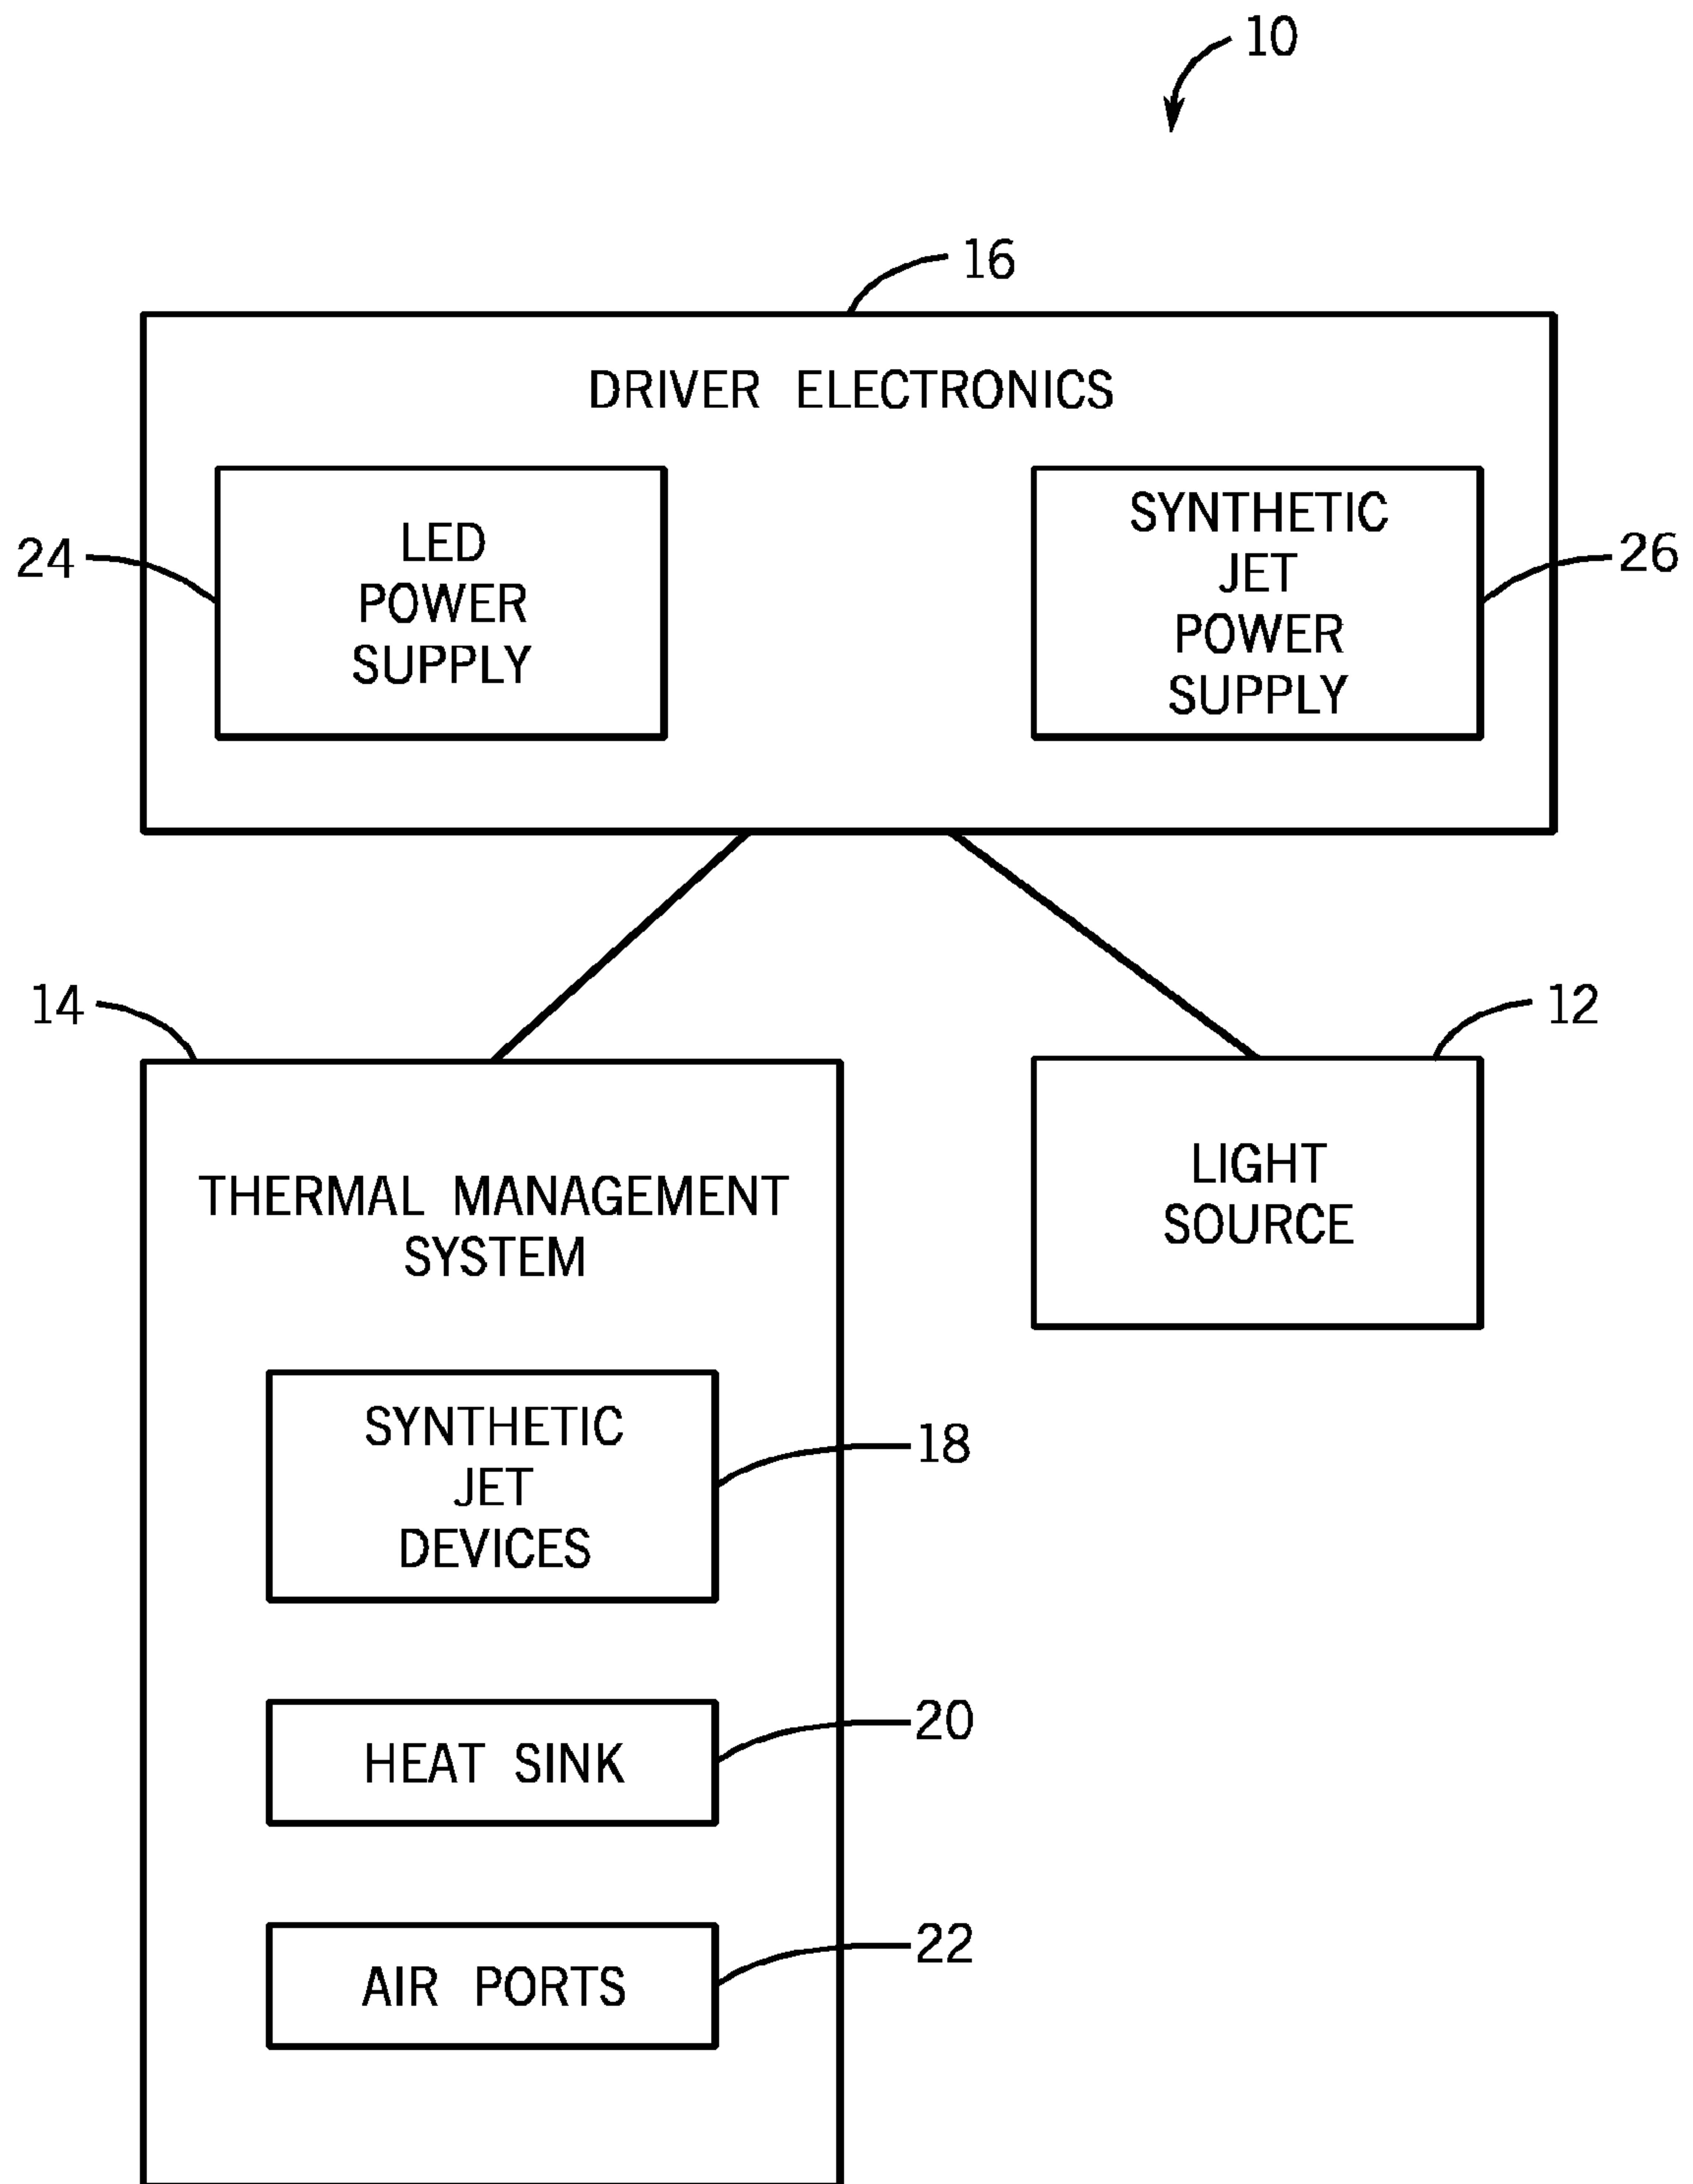 10
16
DRIVER ELECTRONICS
24
LED
POWER
SUPPLY
SYNTHETIC
JET
POWER
SUPPLY
26
14
THERMAL MANAGEMENT
SYSTEM
12
LIGHT
SOURCE
SYNTHETIC
JET
DEVICES
18
HEAT SINK
20
AIR PORTS
22